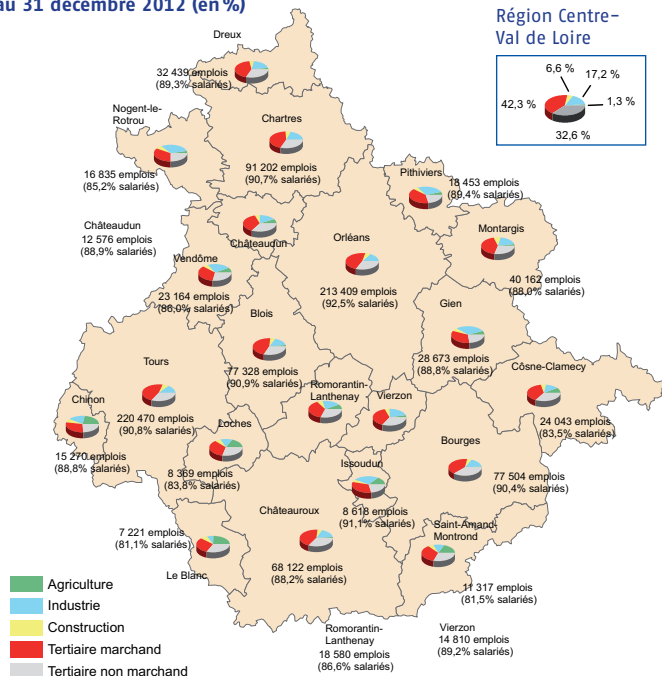 au 31 décembre 2012 (en %)
Région Centre-
Val de Loire
6,6 %
17,2 %
1,3 %
42,3 %
32,6 %
Dreux
32 439 emplois
(89,3% salariés)
Nogent-le-
Rotrou
16 835 emplois
(85,2% salariés)
Chartres
91 202 emplois
(90,7% salariés)
Pithiviers
18 453 emplois
(89,4% salariés)
Châteaudun
12 576 emplois
(88,9% salariés)
Châteaudun
Orléans
213 409 emplois
(92,5% salariés)
Montargis
40 162 emplois
(88,0% salariés)
Vendôme
23 164 emplois
(86,0% salariés)
Blois
77 328 emplois
(90,9% salariés)
Gien
28 673 emplois
(88,8% salariés)
Côsne-Clamecy
24 043 emplois
(83,5% salariés)
Tours
220 470 emplois
(90,8% salariés)
Chinon
15 270 emplois
(88,8% salariés)
Romorantin-
Lanthenay
Vierzon
Loches
8 369 emplois
(83,8% salariés)
Bourges
77 504 emplois
(90,4% salariés)
Issoudun
8 618 emplois
(91,1% salariés)
Châteauroux
68 122 emplois
(88,2% salariés)
7 221 emplois
(81,1% salariés)
Le Blanc
Saint-Amand-
Montrond
11 317 emplois
(81,5% salariés)
Romorantin-
Lanthenay
18 580 emplois
(86,6% salariés)
Vierzon
14 810 emplois
(89,2% salariés)
Agriculture
Industrie
Construction
Tertiaire marchand
Tertiaire non marchand